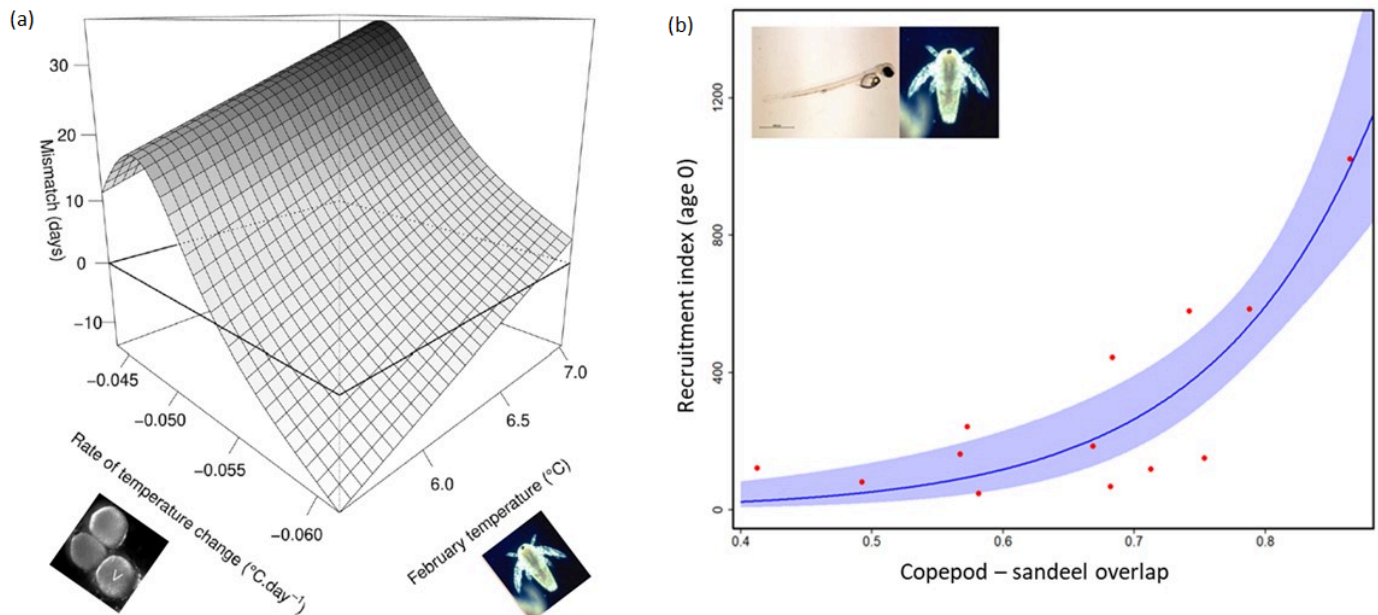 (a)
30
20
10
0
−10
Mismatch (days)
−0.045
−0.050
−0.055
−0.060
Rate of temperature change (°C.day⁻¹)
7.0
6.5
6.0
February temperature (°C)
V
(b)
1200
800
400
0
Recruitment index (age 0)
0.4 0.5 0.6 0.7 0.8
Copepod – sandeel overlap